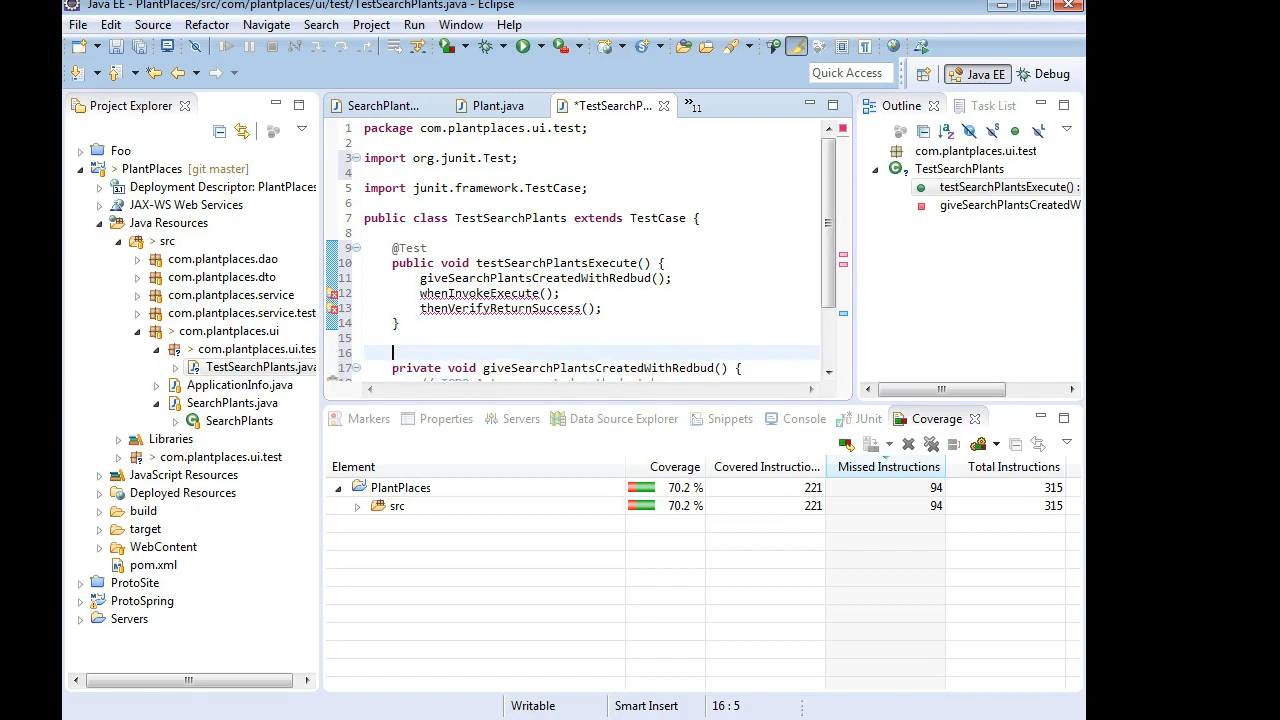 Java EE - PlantPlaces/src/com/plantplaces/ui/test/TestSearchPlants.java - Eclipse
File Edit Source Refactor Navigate Search Project Run Window Help
Quick Access Java EE Debug
Project Explorer
Foo
> PlantPlaces [git master]
Deployment Descriptor: PlantPlaces
JAX-WS Web Services
Java Resources
> src
com.plantplaces.dao
com.plantplaces.dto
com.plantplaces.service
com.plantplaces.service.test
> com.plantplaces.ui
> com.plantplaces.ui.tes
TestSearchPlants.java
ApplicationInfo.java
SearchPlants.java
SearchPlants
Libraries
> com.plantplaces.ui.test
JavaScript Resources
Deployed Resources
build
target
WebContent
pom.xml
ProtoSite
ProtoSpring
Servers
SearchPlant... Plant.java *TestSearchP... »11
1 package com.plantplaces.ui.test;
2
3 import org.junit.Test;
4
5 import junit.framework.TestCase;
6
7 public class TestSearchPlants extends TestCase {
8
9 @Test
10 public void testSearchPlantsExecute() {
11 giveSearchPlantsCreatedWithRedbud();
12 whenInvokeExecute();
13 thenVerifyReturnSuccess();
14 }
15
16
17 private void giveSearchPlantsCreatedWithRedbud() {
Outline Task List
com.plantplaces.ui.test
TestSearchPlants
testSearchPlantsExecute() :
giveSearchPlantsCreatedW
Markers Properties Servers Data Source Explorer Snippets Console JUnit Coverage
Element Coverage Covered Instructio... Missed Instructions Total Instructions
PlantPlaces 70.2 % 221 94 315
src 70.2 % 221 94 315
Writable Smart Insert 16 : 5